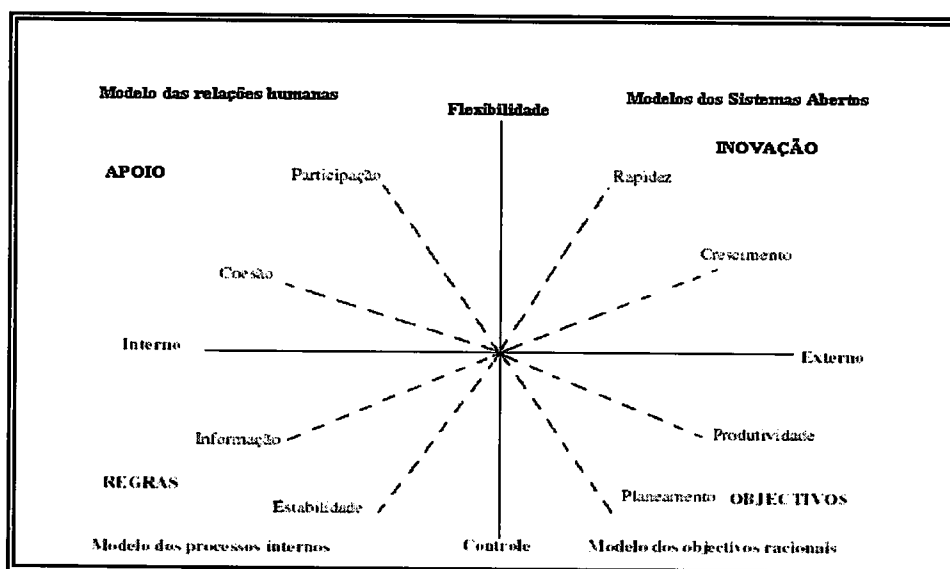 Modelo das relações humanas
Modelos dos Sistemas Abertos
Flexibilidade
INOVAÇÃO
APOIO
Participação
Rapidez
Coesão
Crescimento
Interno
Externo
Informação
Produtividade
REGRAS
Estabilidade
Planeamento
OBJECTIVOS
Modelo dos processos internos
Controle
Modelo dos objectivos racionais